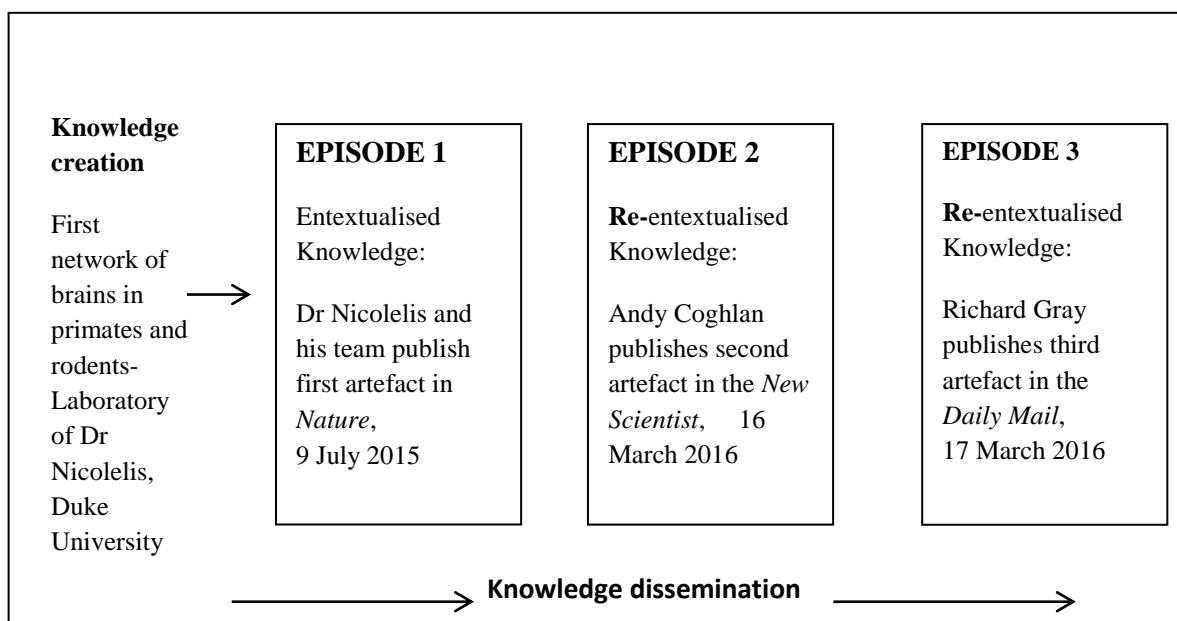 Knowledge
creation
First
network of
brains in
primates and
rodents-
Laboratory
of Dr
Nicolelis,
Duke
University
EPISODE 1
Entextualised
Knowledge:
Dr Nicolelis and
his team publish
first artefact in
Nature,
9 July 2015
EPISODE 2
Re-entextualised
Knowledge:
Andy Coghlan
publishes second
artefact in the New
Scientist, 16
March 2016
EPISODE 3
Re-entextualised
Knowledge:
Richard Gray
publishes third
artefact in the
Daily Mail,
17 March 2016
Knowledge dissemination